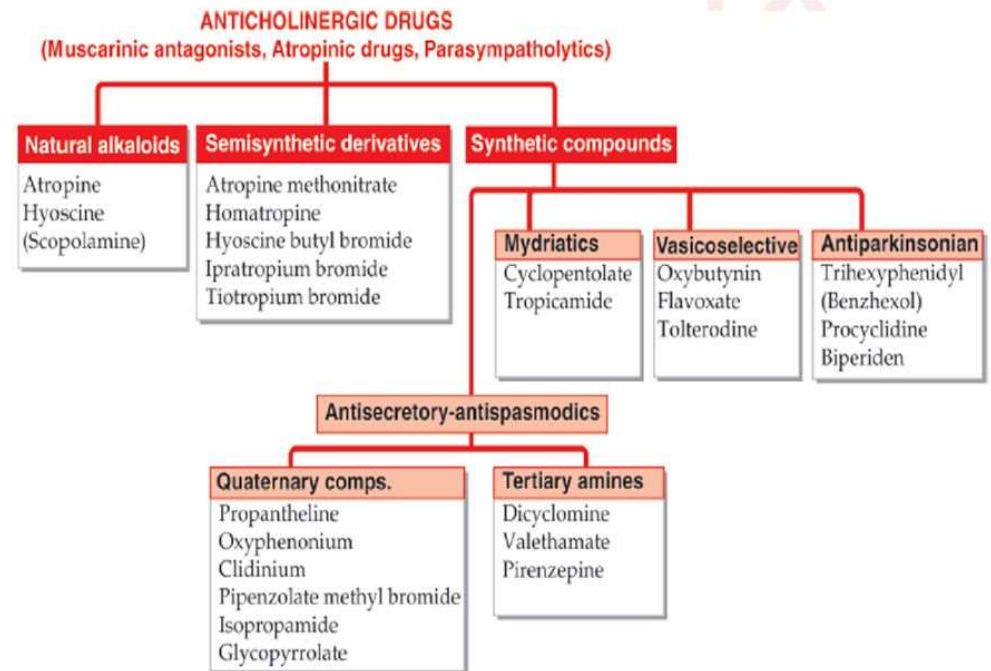 ANTICHOLINERGIC DRUGS
(Muscarinic antagonists, Atropinic drugs, Parasympatholytics)
Natural alkaloids
Atropine
Hyoscine
(Scopolamine)
Semisynthetic derivatives
Atropine methonitrate
Homatropine
Hyoscine butyl bromide
Ipratropium bromide
Tiotropium bromide
Synthetic compounds
Mydriatics
Cyclopentolate
Tropicamide
Vasicoselective
Oxybutynin
Flavoxate
Tolterodine
Antiparkinsonian
Trihexyphenidyl
(Benzhexol)
Procyclidine
Biperiden
Antisecretory-antispasmodics
Quaternary comps.
Propantheline
Oxyphenonium
Clidinium
Pipenzolate methyl bromide
Isopropamide
Glycopyrrolate
Tertiary amines
Dicyclomine
Valethamate
Pirenzepine